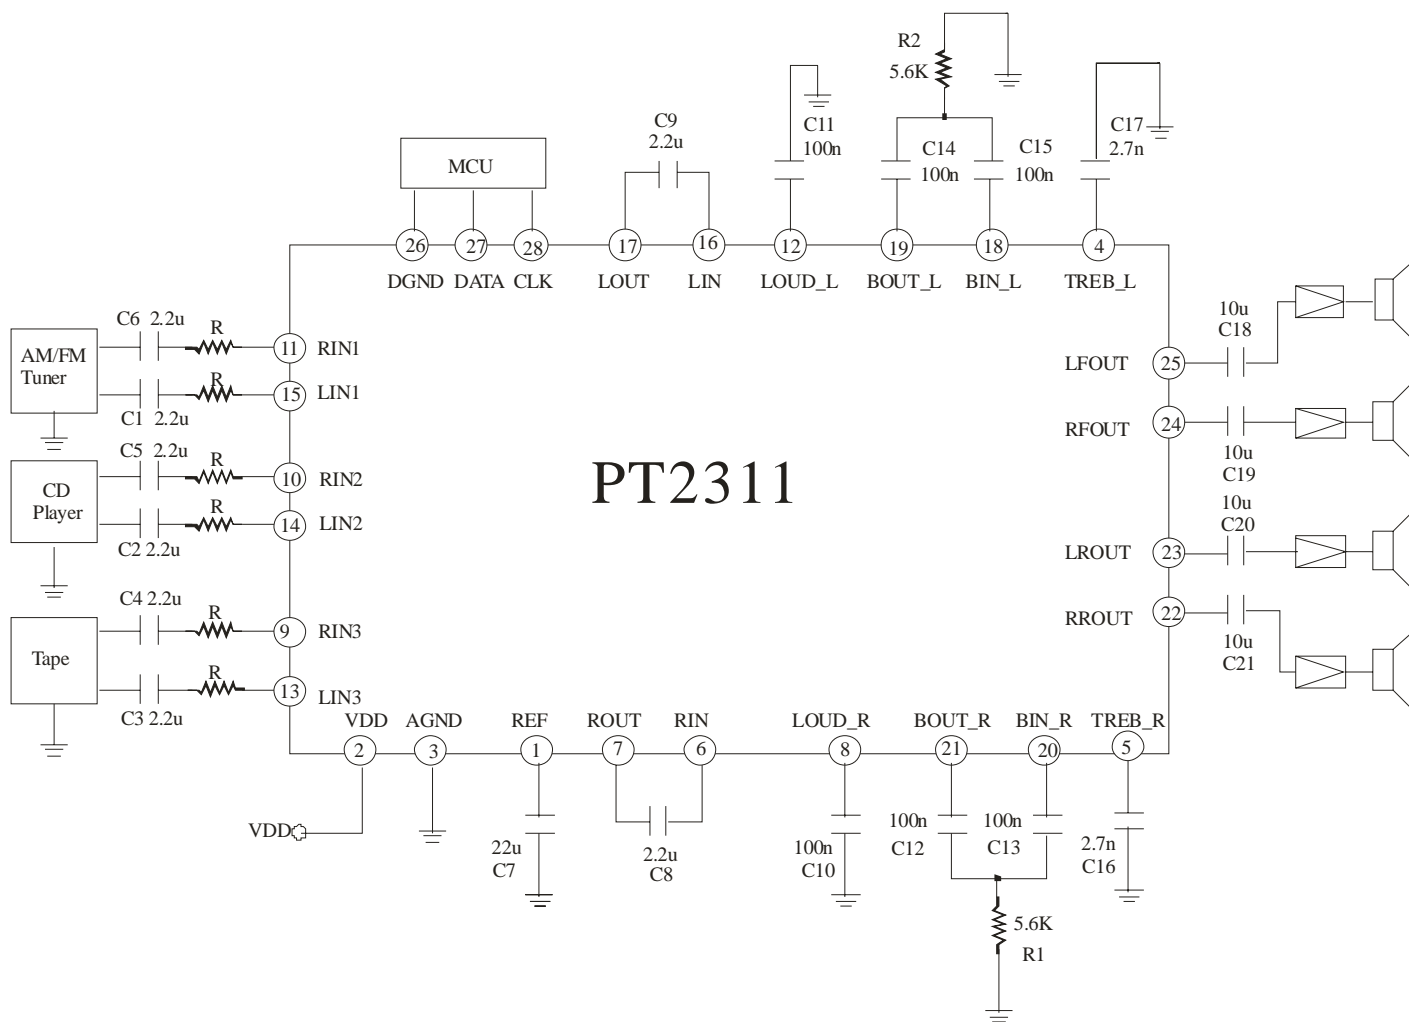 R2
5.6K
C9
2.2u
C11
100n
C14
100n
C15
100n
C17
2.7n
MCU
26
27
28
17
16
12
19
18
4
DGND
DATA
CLK
LOUT
LIN
LOUD_L
BOUT_L
BIN_L
TREB_L
C6 2.2u
R
AM/FM
Tuner
11
RIN1
R
15
LIN1
C1 2.2u
C5 2.2u
R
CD
Player
10
RIN2
R
14
LIN2
C2 2.2u
C4 2.2u
R
Tape
9
RIN3
R
13
LIN3
C3 2.2u
PT2311
10u
C18
LFOUT
25
RFOUT
24
10u
C19
10u
C20
LROUT
23
RROUT
22
10u
C21
VDD
AGND
REF
ROUT
RIN
LOUD_R
BOUT_R
BIN_R
TREB_R
2
3
1
7
6
8
21
20
5
VDD
22u
C7
2.2u
C8
100n
C10
100n
C12
100n
C13
2.7n
C16
5.6K
R1